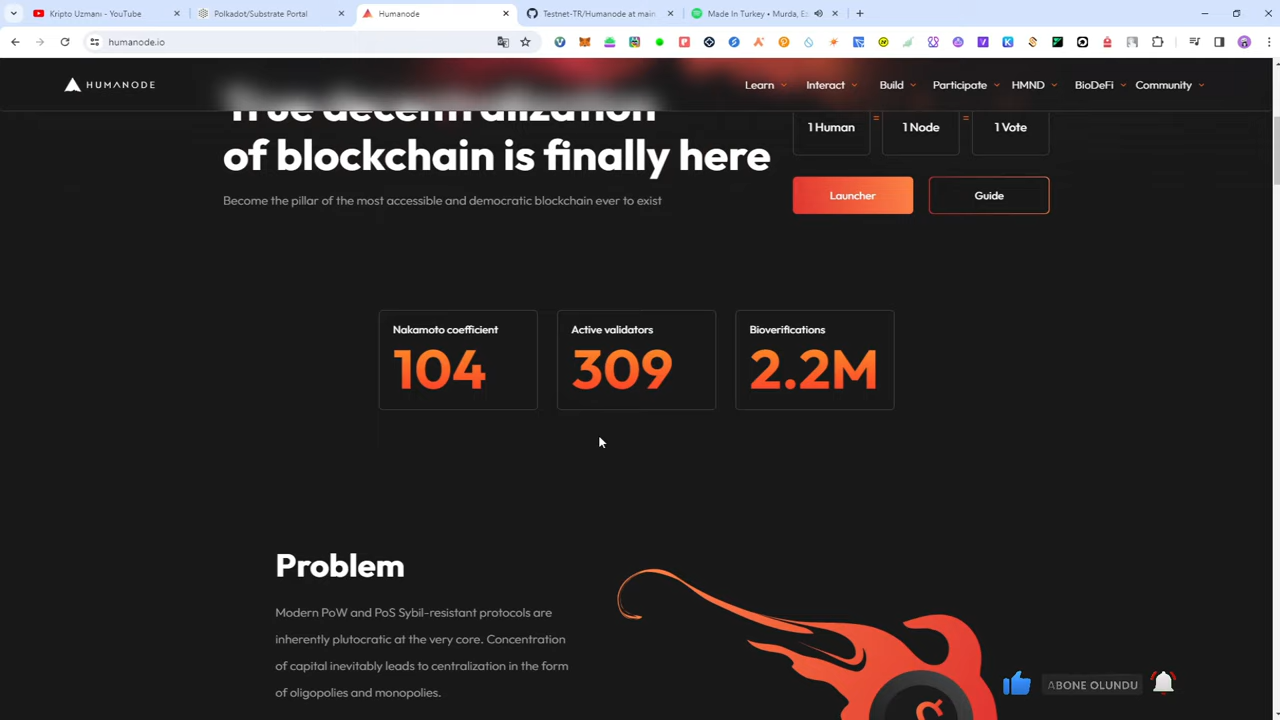 Kripto Uzmanı - YouTube
Polkadot/Substrate Portal
Humanode
Testnet-TR/Humanode at main
Made In Turkey • Murda, Ez
humanode.io
HUMANODE
Learn
Interact
Build
Participate
HMND
BioDeFi
Community
True decentralization
of blockchain is finally here
Become the pillar of the most accessible and democratic blockchain ever to exist
1 Human
=
1 Node
=
1 Vote
Launcher
Guide
Nakamoto coefficient
104
Active validators
309
Bioverifications
2.2M
Problem
Modern PoW and PoS Sybil-resistant protocols are
inherently plutocratic at the very core. Concentration
of capital inevitably leads to centralization in the form
of oligopolies and monopolies.
ABONE OLUNDU